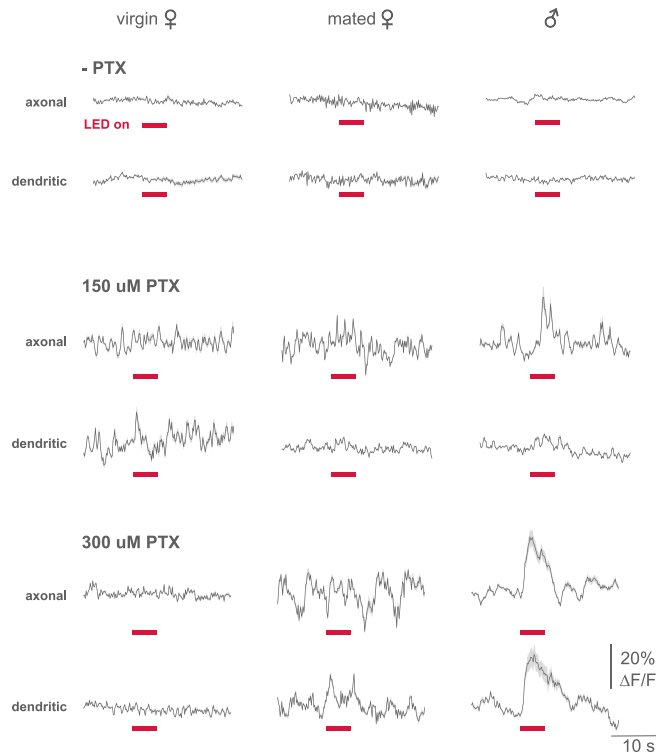 virgin ♀ mated ♀ ♂
- PTX
axonal
LED on
dendritic
150 uM PTX
axonal
dendritic
300 uM PTX
axonal
20%
ΔF/F
dendritic
10 s